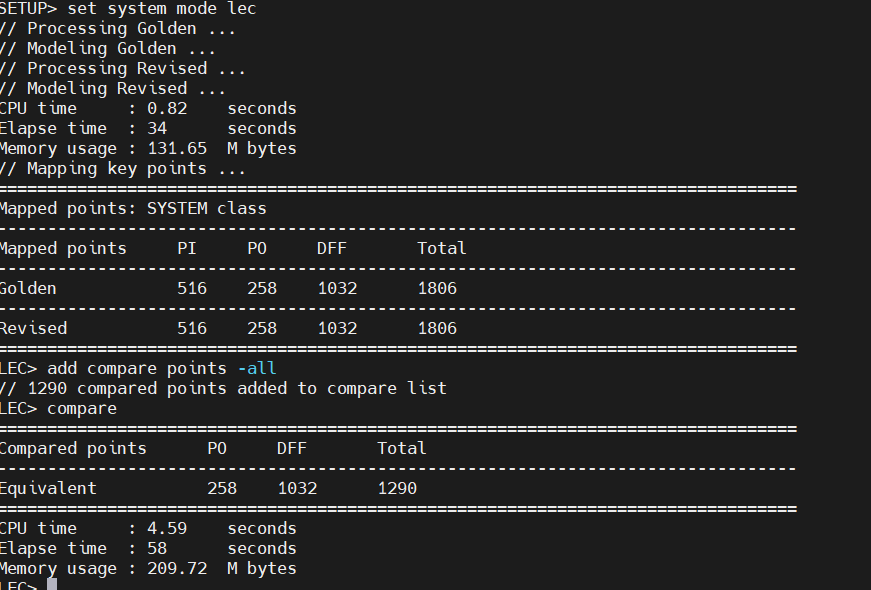 SETUP> set system mode lec
// Processing Golden ...
// Modeling Golden ...
// Processing Revised ...
// Modeling Revised ...
CPU time     : 0.82    seconds
Elapse time  : 34      seconds
Memory usage : 131.65  M bytes
// Mapping key points ...
================================================================================
Mapped points: SYSTEM class
--------------------------------------------------------------------------------
Mapped points     PI     PO     DFF       Total
--------------------------------------------------------------------------------
Golden            516    258    1032      1806
--------------------------------------------------------------------------------
Revised           516    258    1032      1806
================================================================================
LEC> add compare points -all
// 1290 compared points added to compare list
LEC> compare
================================================================================
Compared points      PO     DFF       Total
--------------------------------------------------------------------------------
Equivalent           258    1032      1290
================================================================================
CPU time     : 4.59    seconds
Elapse time  : 58      seconds
Memory usage : 209.72  M bytes
LEC>